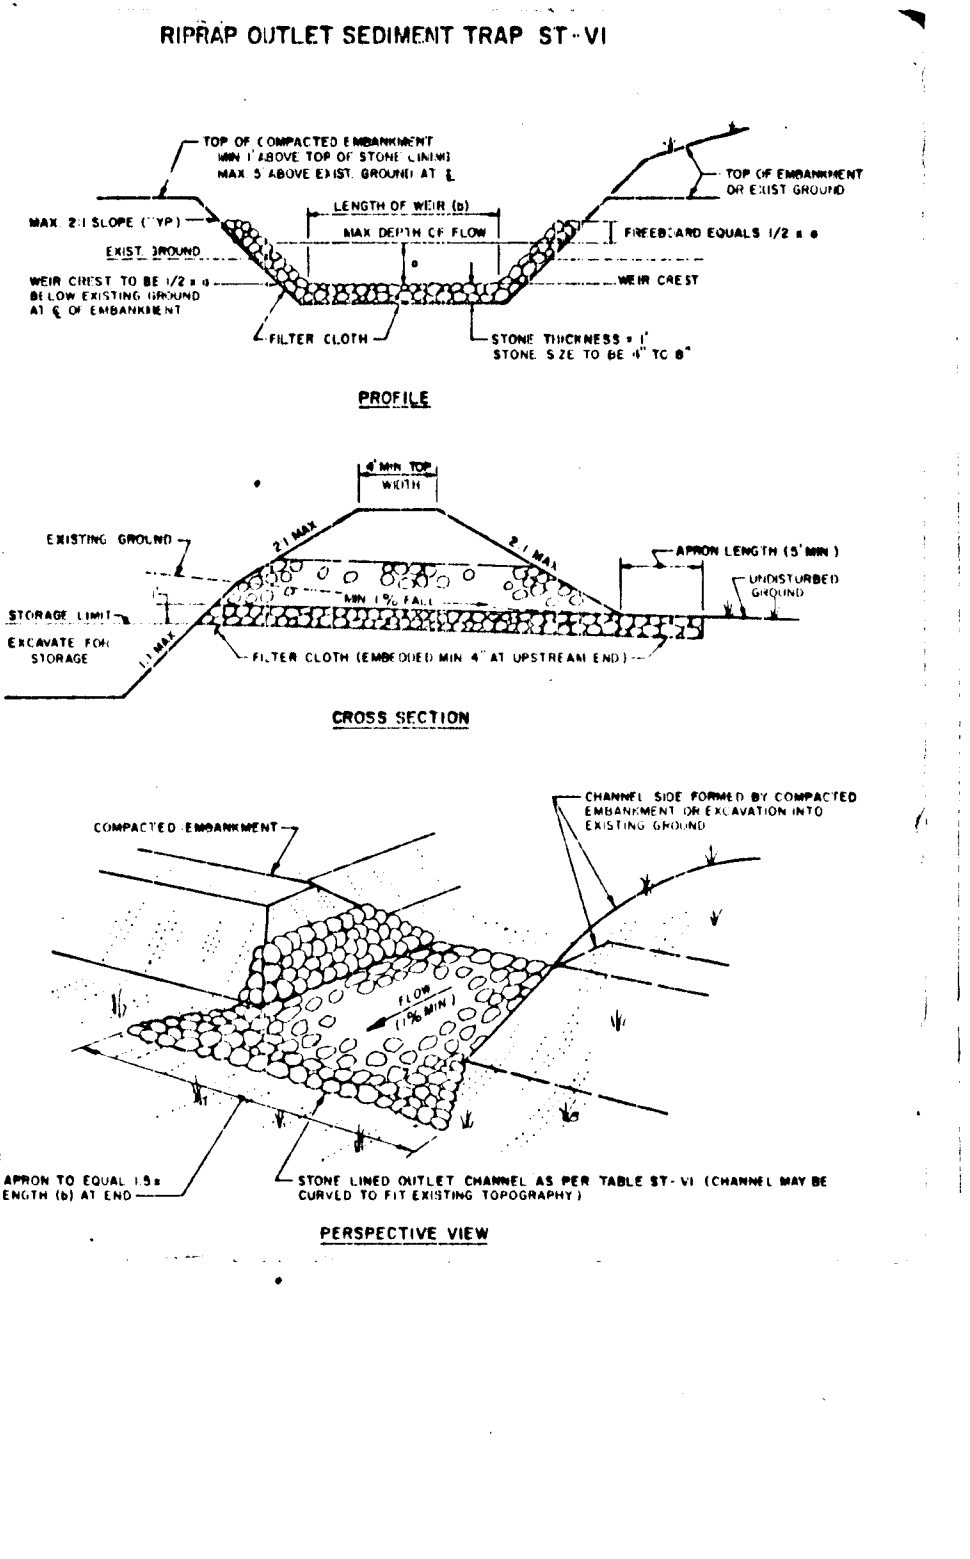 RIPRAP OUTLET SEDIMENT TRAP ST-VI
TOP OF COMPACTED EMBANKMENT
MIN 1' ABOVE TOP OF STONE LINING
MAX. 5' ABOVE EXIST. GROUND AT ℄
TOP OF EMBANKMENT
OR EXIST GROUND
LENGTH OF WEIR (b)
MAX. 2:1 SLOPE (TYP)
MAX DEPTH OF FLOW
FREEBOARD EQUALS 1/2 x a
EXIST. GROUND
a
WEIR CREST TO BE 1/2 x a
BELOW EXISTING GROUND
AT ℄ OF EMBANKMENT
WEIR CREST
FILTER CLOTH
STONE THICKNESS = 1'
STONE SIZE TO BE 4" TO 8"
PROFILE
4' MIN TOP
WIDTH
EXISTING GROUND
2:1 MAX
2:1 MAX
APRON LENGTH (5' MIN.)
UNDISTURBED
GROUND
MIN 1% FALL
STORAGE LIMIT
EXCAVATE FOR
STORAGE
1:1 MAX
FILTER CLOTH (EMBEDDED MIN 4" AT UPSTREAM END)
CROSS SECTION
CHANNEL SIDE FORMED BY COMPACTED
EMBANKMENT OR EXCAVATION INTO
EXISTING GROUND
COMPACTED EMBANKMENT
FLOW
(1% MIN)
APRON TO EQUAL 1.5 x
ENGTH (b) AT END
STONE LINED OUTLET CHANNEL AS PER TABLE ST-VI (CHANNEL MAY BE
CURVED TO FIT EXISTING TOPOGRAPHY)
PERSPECTIVE VIEW